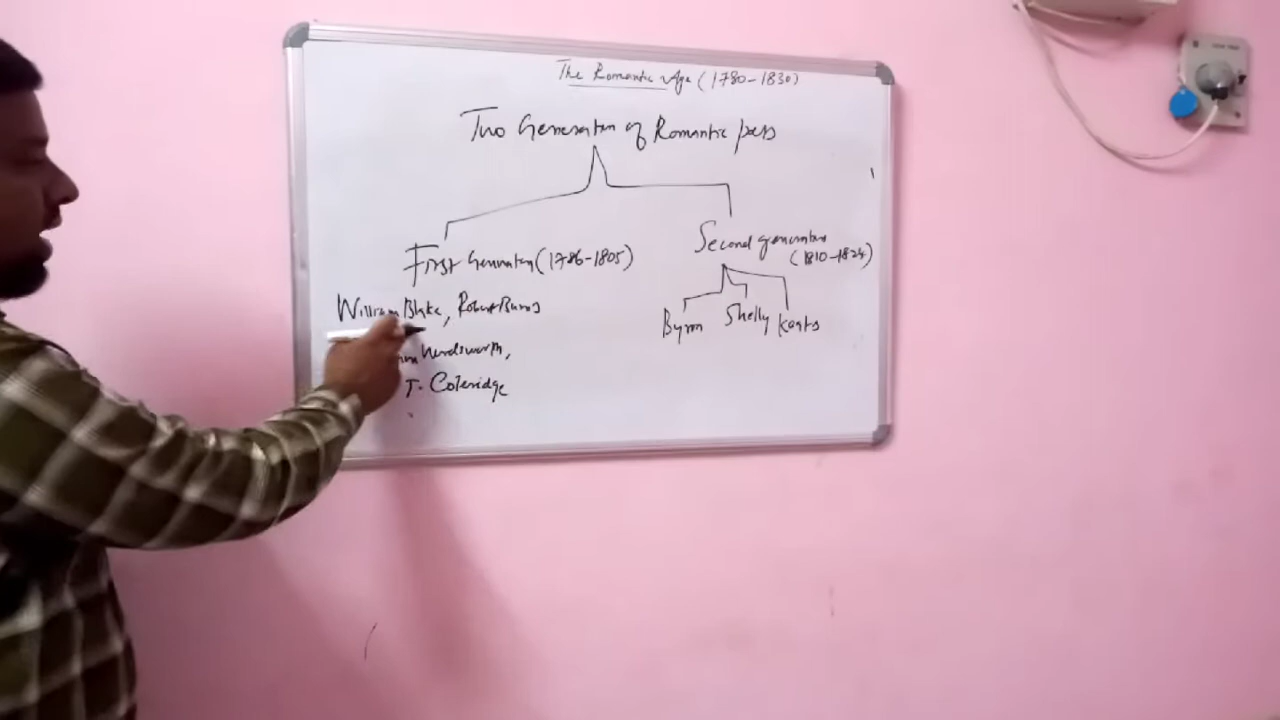 The Romantic Age (1780-1830)
Two Generation of Romantic pets
First Generation (1786-1805)
Second generation
(1810-1824)
William Blake, Robert Burns
Wordsworth,
T. Coleridge
Byron Shelly Keats